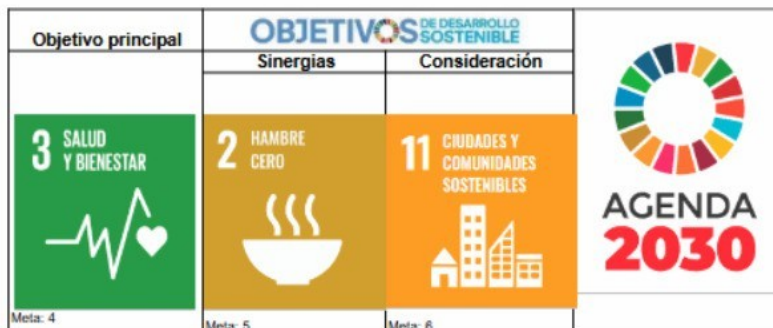 Objetivo principal
OBJETIVOS DE DESARROLLO SOSTENIBLE
Sinergias
Consideración
3 SALUD
Y BIENESTAR
2 HAMBRE
CERO
11 CIUDADES Y
COMUNIDADES
SOSTENIBLES
AGENDA
2030
Meta: 4
Meta: 5
Meta: 6